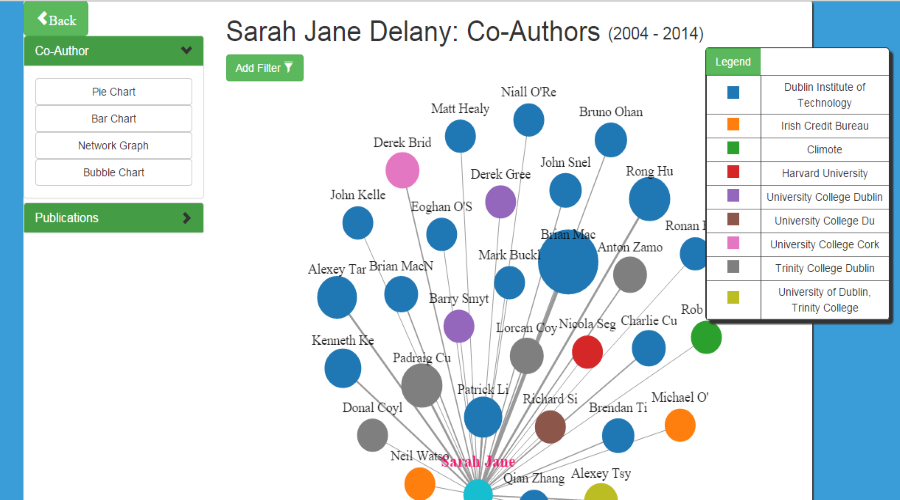 Back
Co-Author
Pie Chart
Bar Chart
Network Graph
Bubble Chart
Publications
Sarah Jane Delany: Co-Authors (2004 - 2014)
Add Filter
Legend
Dublin Institute of
Technology
Irish Credit Bureau
Climote
Harvard University
University College Dublin
University College Du
University College Cork
Trinity College Dublin
University of Dublin,
Trinity College
Niall O'Re
Matt Healy
Bruno Ohan
Derek Brid
John Snel
Derek Gree
Rong Hu
John Kelle
Eoghan O'S
Ronan
Brian Mac
Anton Zamo
Mark Buckl
Alexey Tar
Brian MacN
Barry Smyt
Rob
Lorcan Coy
Nicola Seg
Charlie Cu
Kenneth Ke
Padraig Cu
Patrick Li
Richard Si
Michael O'
Donal Coyl
Brendan Ti
Neil Watso
Sarah Jane
Qian Zhang
Alexey Tsy